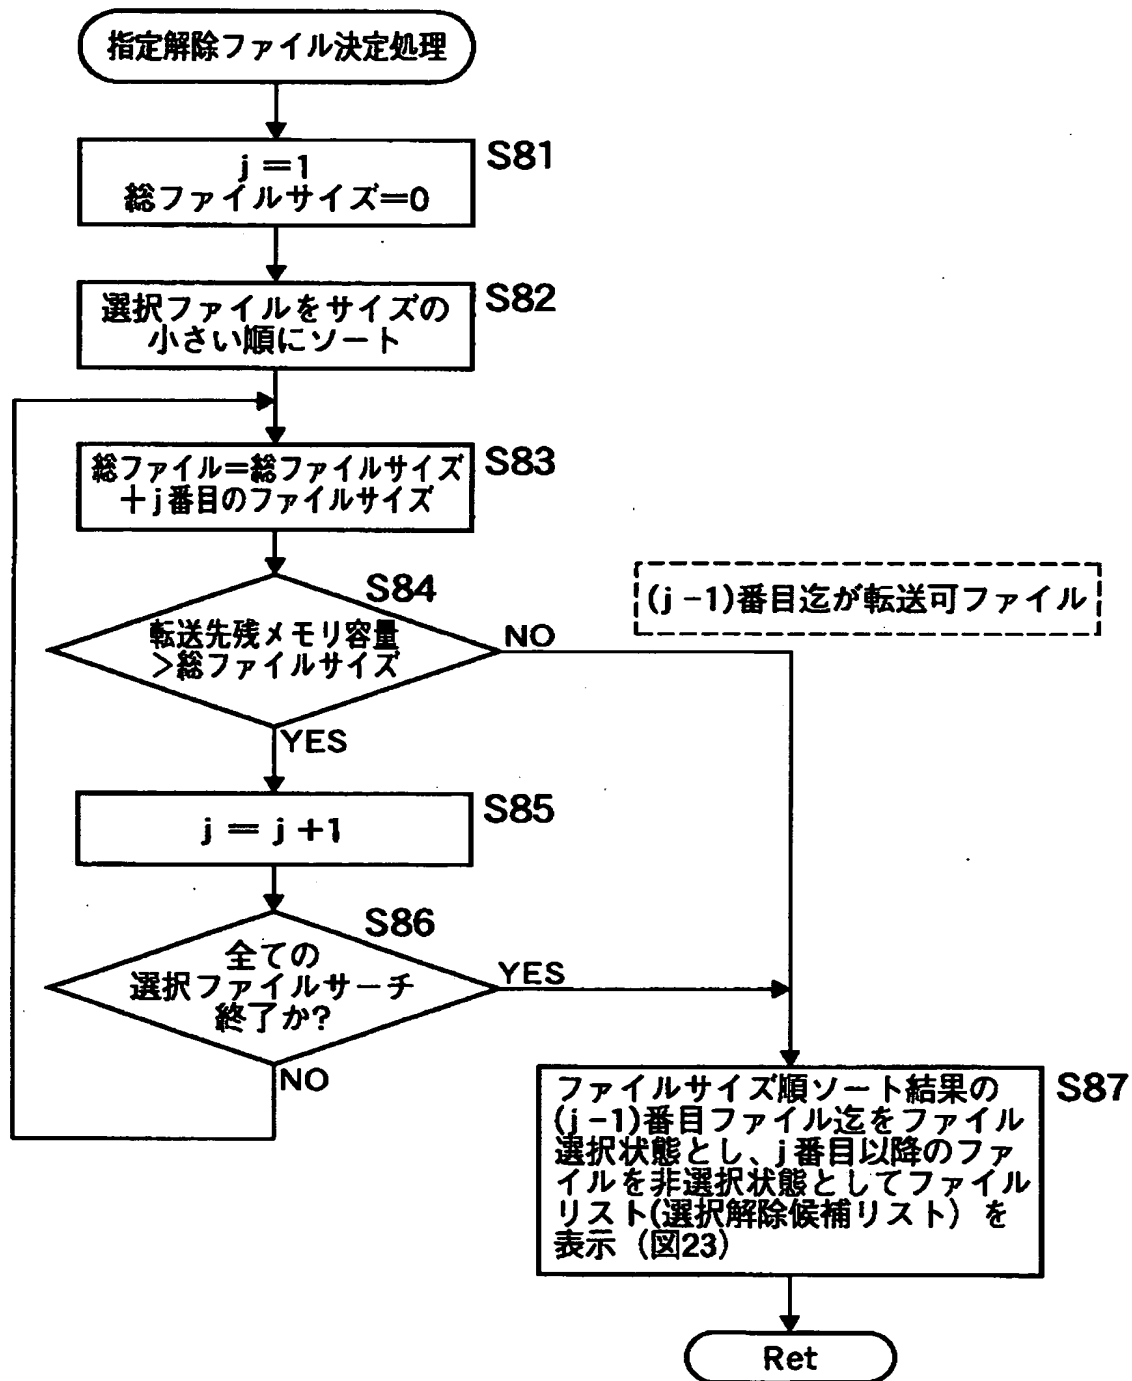 指定解除ファイル決定処理
S81
j=1
総ファイルサイズ=0
S82
選択ファイルをサイズの
小さい順にソート
S83
総ファイル=総ファイルサイズ
+j番目のファイルサイズ
S84
転送先残メモリ容量
>総ファイルサイズ
NO
(j-1)番目迄が転送可ファイル
YES
S85
j=j+1
S86
全ての
選択ファイルサーチ
終了か?
YES
NO
S87
ファイルサイズ順ソート結果の
(j-1)番目ファイル迄をファイル
選択状態とし、j番目以降のファ
イルを非選択状態としてファイル
リスト(選択解除候補リスト)を
表示(図23)
Ret